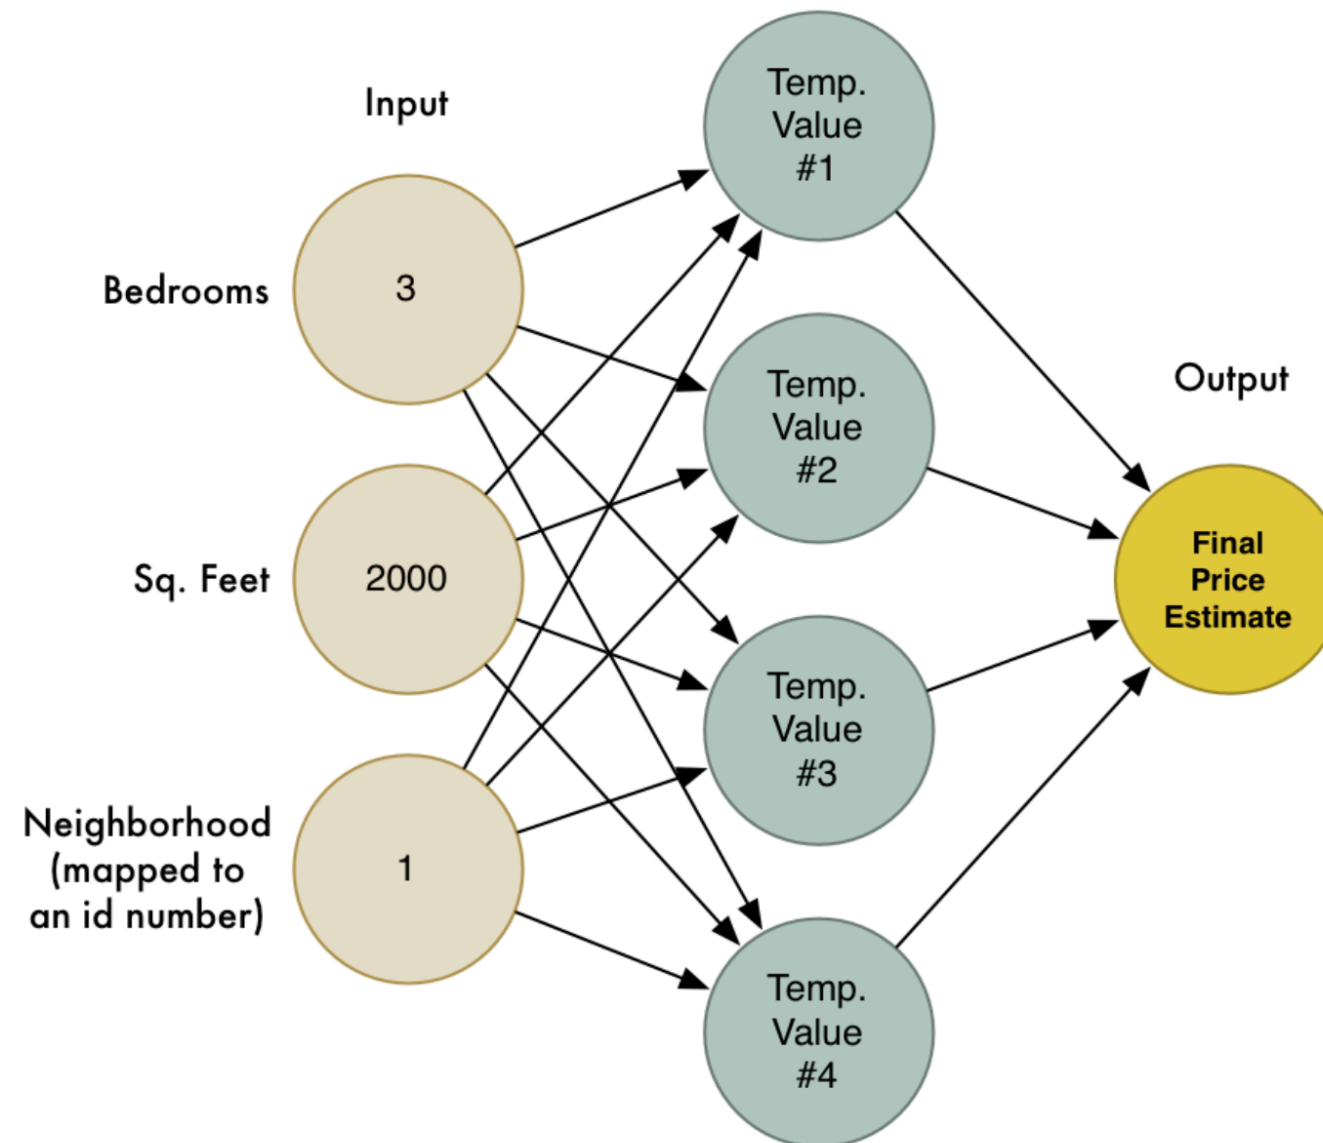 Input
Bedrooms
3
Sq. Feet
2000
Neighborhood
(mapped to
an id number)
1
Temp.
Value
#1
Temp.
Value
#2
Temp.
Value
#3
Temp.
Value
#4
Output
Final
Price
Estimate